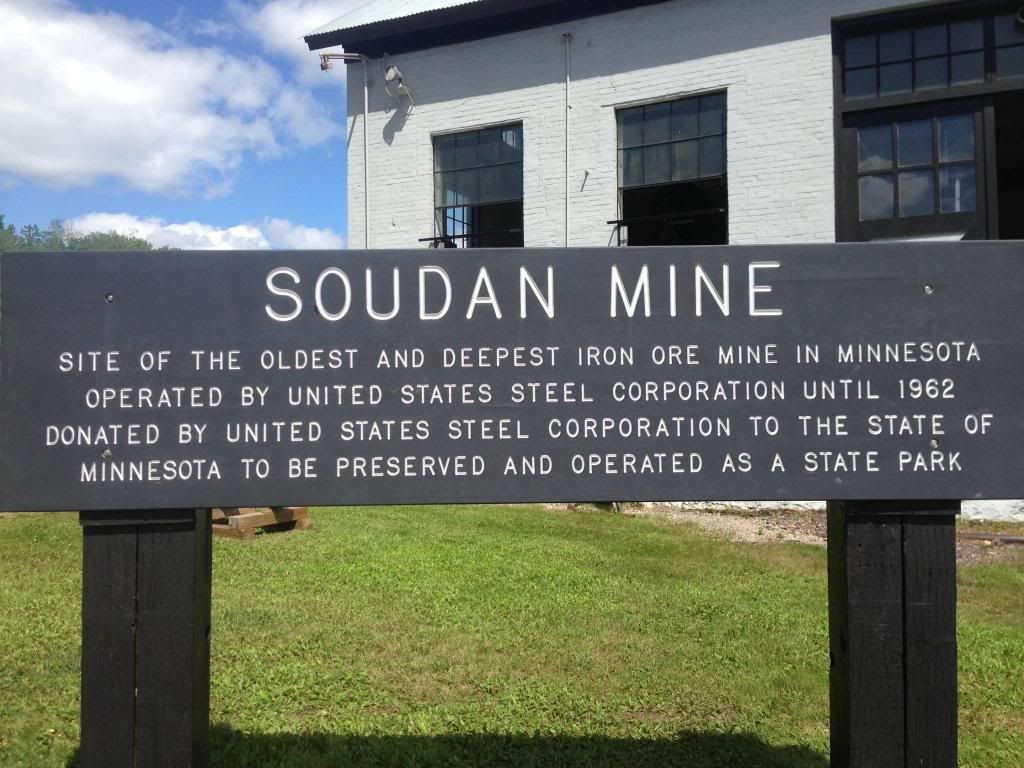 SOUDAN MINE
SITE OF THE OLDEST AND DEEPEST IRON ORE MINE IN MINNESOTA
OPERATED BY UNITED STATES STEEL CORPORATION UNTIL 1962
DONATED BY UNITED STATES STEEL CORPORATION TO THE STATE OF
MINNESOTA TO BE PRESERVED AND OPERATED AS A STATE PARK